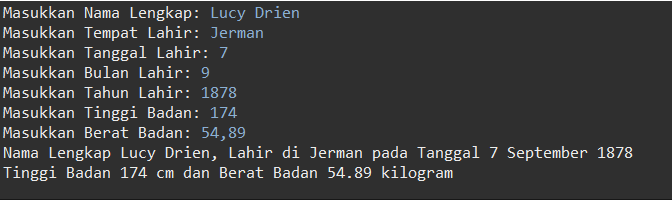 Masukkan Nama Lengkap: Lucy Drien
Masukkan Tempat Lahir: Jerman
Masukkan Tanggal Lahir: 7
Masukkan Bulan Lahir: 9
Masukkan Tahun Lahir: 1878
Masukkan Tinggi Badan: 174
Masukkan Berat Badan: 54,89
Nama Lengkap Lucy Drien, Lahir di Jerman pada Tanggal 7 September 1878
Tinggi Badan 174 cm dan Berat Badan 54.89 kilogram